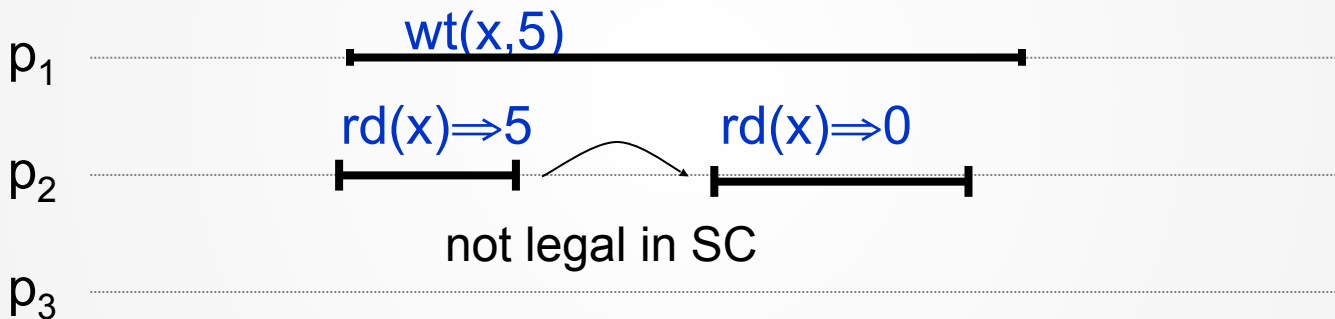 wt(x,5)
p₁
rd(x)⇒5 rd(x)⇒0
p₂
not legal in SC
p₃